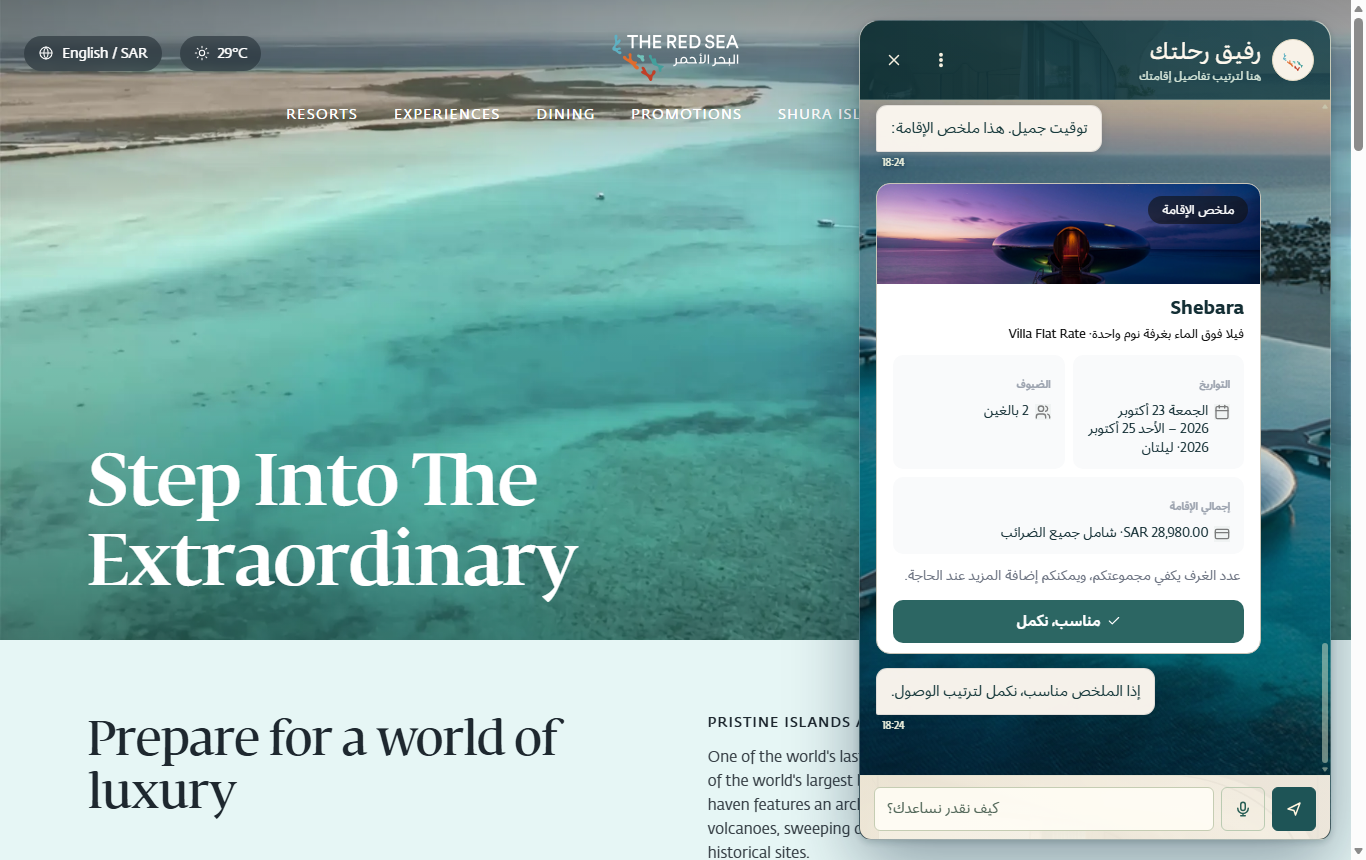 English / SAR
29°C
THE RED SEA
البحر الأحمر
RESORTS
EXPERIENCES
DINING
PROMOTIONS
SHURA ISL
Step Into The
Extraordinary
Prepare for a world of
luxury
PRISTINE ISLANDS
One of the world's las
of the world's largest
haven features an arc
volcanoes, sweeping
historical sites.
رفيق رحلتك
هنا لترتيب تفاصيل إقامتك
توقيت جميل. هذا ملخص الإقامة:
18:24
ملخص الإقامة
Shebara
فيلا فوق الماء بغرفة نوم واحدة· Villa Flat Rate
التواريخ
الجمعة 23 أكتوبر
2026 – الأحد 25 أكتوبر
2026· ليلتان
الضيوف
2 بالغين
إجمالي الإقامة
SAR 28,980.00· شامل جميع الضرائب
عدد الغرف يكفي مجموعتكم، ويمكنكم إضافة المزيد عند الحاجة.
مناسب، نكمل
إذا الملخص مناسب، نكمل لترتيب الوصول.
18:24
كيف نقدر نساعدك؟